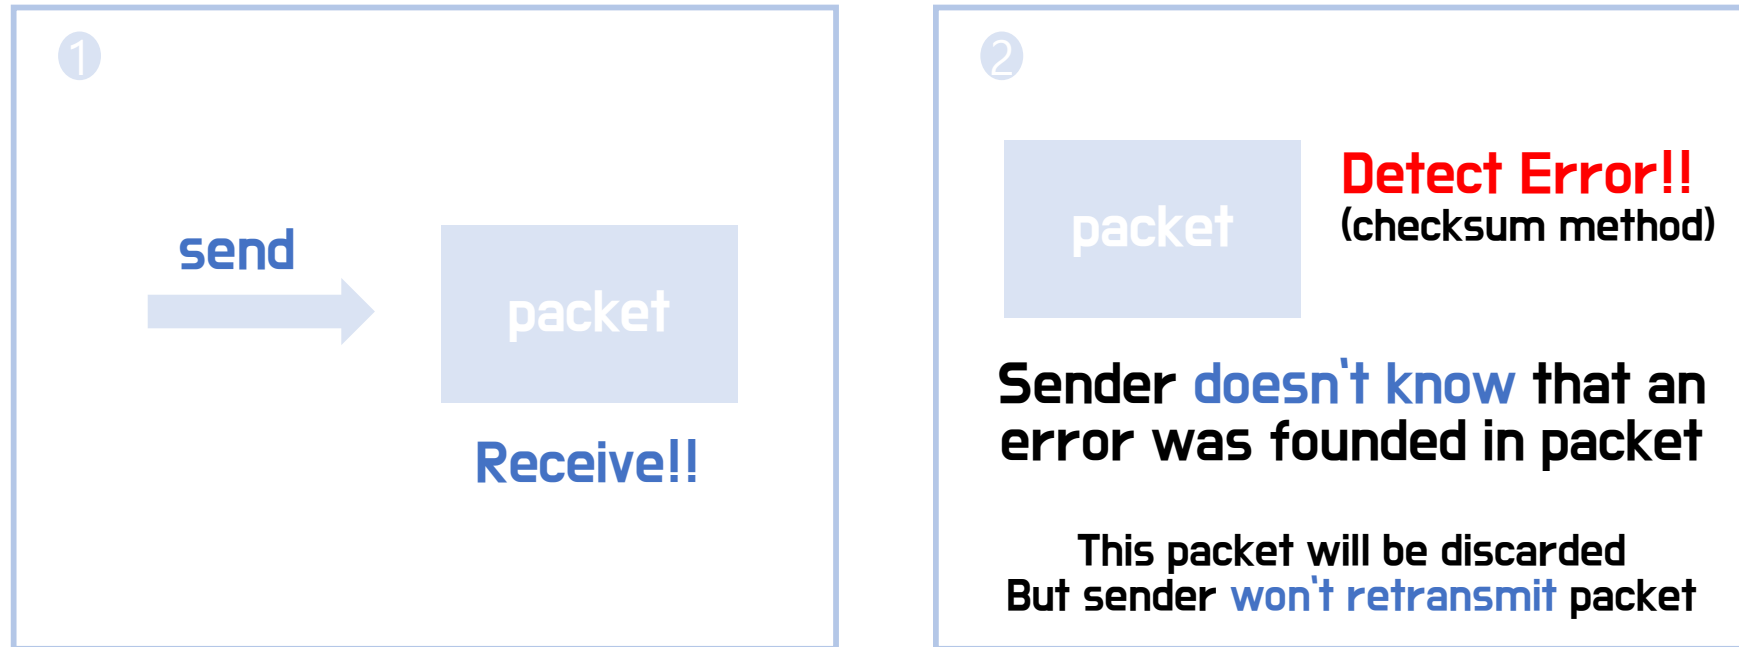 1
send
packet
Receive!!
2
packet
Detect Error!!
(checksum method)
Sender doesn't know that an
error was founded in packet
This packet will be discarded
But sender won't retransmit packet